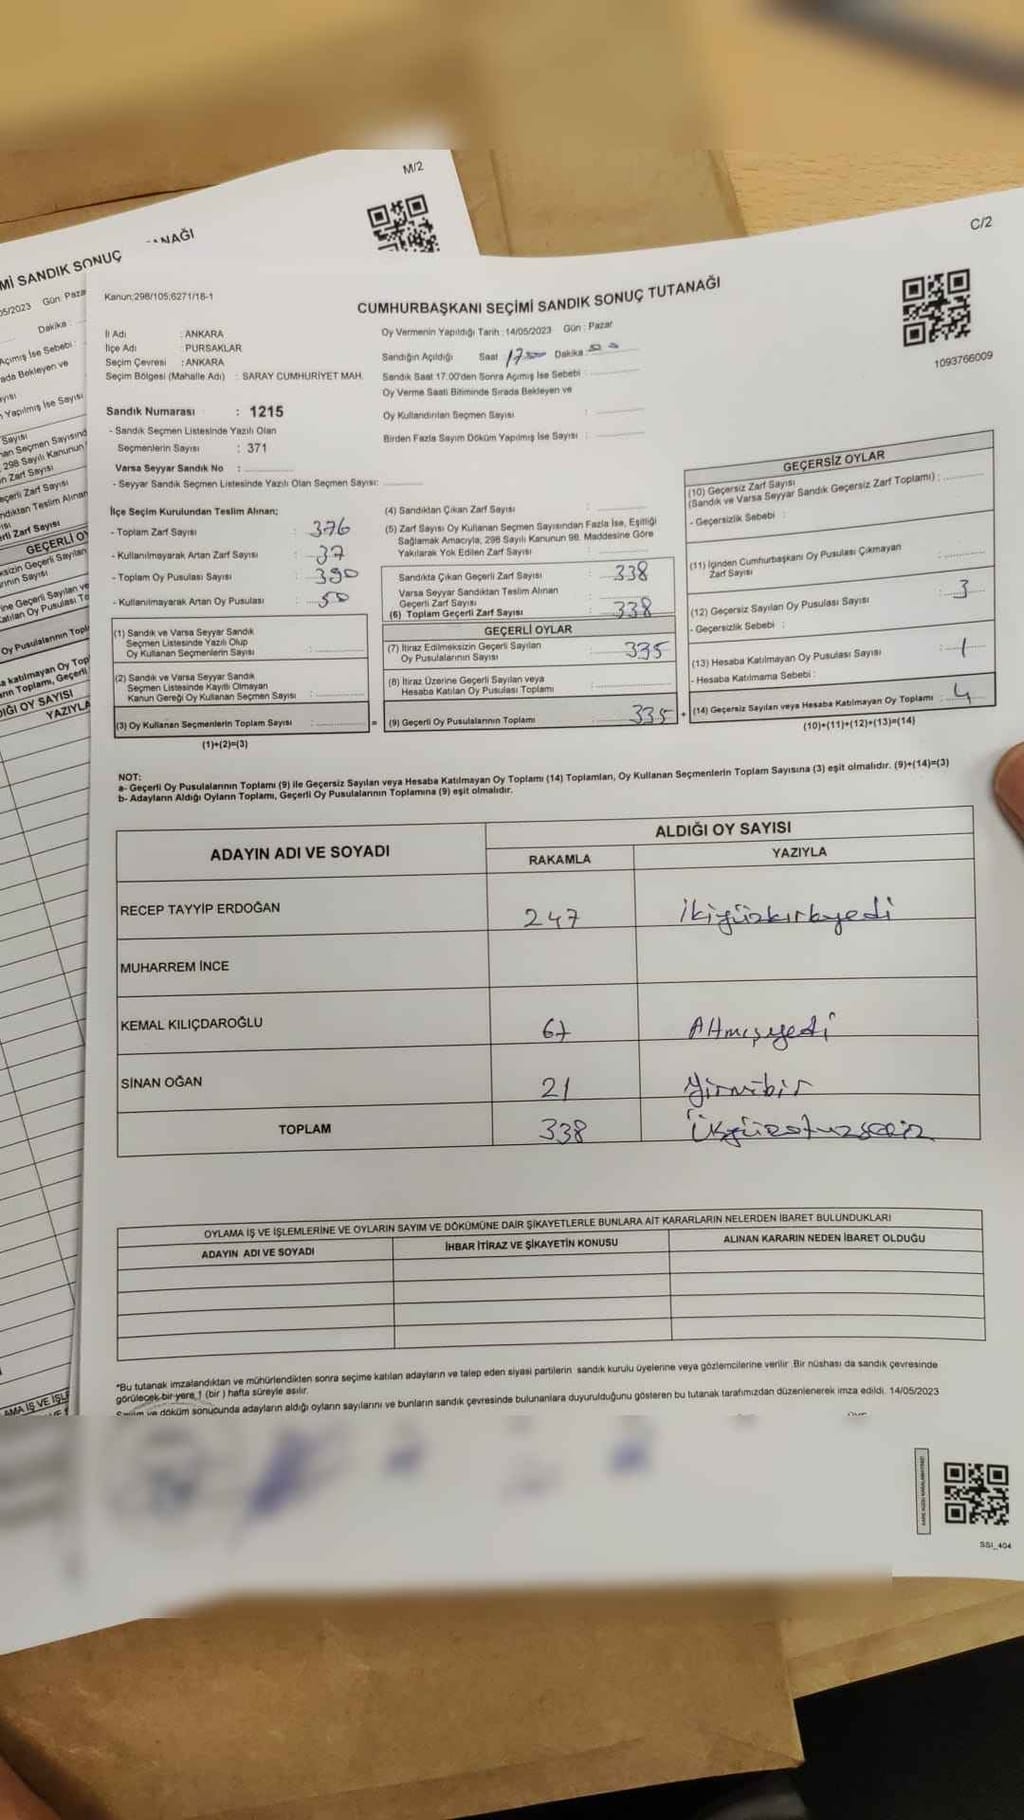 M/2
Mİ SANDIK SONUÇ
NAĞI
05/2023 Gün Paza
Dakika :
C/2
Kanun;298/105;6271/18-1
CUMHURBAŞKANI SEÇİMİ SANDIK SONUÇ TUTANAĞI
1093766009
İl Adı : ANKARA
İlçe Adı : PURSAKLAR
Seçim Çevresi : ANKARA
Seçim Bölgesi (Mahalle Adı) : SARAY CUMHURİYET MAH.
Oy Vermenin Yapıldığı Tarih : 14/05/2023 Gün : Pazar
Sandığın Açıldığı Saat 17:00 Dakika
Sandık Saat 17.00'den Sonra Açımış İse Sebebi :
Oy Verme Saati Bitiminde Sırada Bekleyen ve
Oy Kullandırılan Seçmen Sayısı :
Birden Fazla Sayım Döküm Yapılmış İse Sayısı :
Sandık Numarası : 1215
- Sandık Seçmen Listesinde Yazılı Olan
Seçmenlerin Sayısı : 371
Varsa Seyyar Sandık No :
- Seyyar Sandık Seçmen Listesinde Yazılı Olan Seçmen Sayısı:
İlçe Seçim Kurulundan Teslim Alınan;
- Toplam Zarf Sayısı : 376
- Kullanılmayarak Artan Zarf Sayısı : 37
- Toplam Oy Pusulası Sayısı : 390
- Kullanılmayarak Artan Oy Pusulası : 50
(1) Sandık ve Varsa Seyyar Sandık
Seçmen Listesinde Yazılı Olup
Oy Kullanan Seçmenlerin Sayısı :
(2) Sandık ve Varsa Seyyar Sandık
Seçmen Listesinde Kayıtlı Olmayan
Kanun Gereği Oy Kullanan Seçmen Sayısı :
(3) Oy Kullanan Seçmenlerin Toplam Sayısı :
(1)+(2)=(3)
(4) Sandıktan Çıkan Zarf Sayısı :
(5) Zarf Sayısı Oy Kullanan Seçmen Sayısından Fazla İse, Eşitliği
Sağlamak Amacıyla, 298 Sayılı Kanunun 98. Maddesine Göre
Yakılarak Yok Edilen Zarf Sayısı :
Sandıkta Çıkan Geçerli Zarf Sayısı : 338
Varsa Seyyar Sandıktan Teslim Alınan
Geçerli Zarf Sayısı :
(6) Toplam Geçerli Zarf Sayısı : 338
GEÇERLİ OYLAR
(7) İtiraz Edilmeksizin Geçerli Sayılan
Oy Pusulalarının Sayısı : 335
(8) İtiraz Üzerine Geçerli Sayılan veya
Hesaba Katılan Oy Pusulası Toplamı :
(9) Geçerli Oy Pusulalarının Toplamı : 335
GEÇERSİZ OYLAR
(10) Geçersiz Zarf Sayısı
(Sandık ve Varsa Seyyar Sandık Geçersiz Zarf Toplamı) :
- Geçersizlik Sebebi :
(11) İçinden Cumhurbaşkanı Oy Pusulası Çıkmayan
Zarf Sayısı :
(12) Geçersiz Sayılan Oy Pusulası Sayısı : 3
- Geçersizlik Sebebi :
(13) Hesaba Katılmayan Oy Pusulası Sayısı : 1
- Hesaba Katılmama Sebebi :
(14) Geçersiz Sayılan veya Hesaba Katılmayan Oy Toplamı : 4
(10)+(11)+(12)+(13)=(14)
NOT:
a- Geçerli Oy Pusulalarının Toplamı (9) ile Geçersiz Sayılan veya Hesaba Katılmayan Oy Toplamı (14) Toplamları, Oy Kullanan Seçmenlerin Toplam Sayısına (3) eşit olmalıdır. (9)+(14)=(3)
b- Adayların Aldığı Oyların Toplamı, Geçerli Oy Pusulalarının Toplamına (9) eşit olmalıdır.
ADAYIN ADI VE SOYADI
ALDIĞI OY SAYISI
RAKAMLA YAZIYLA
RECEP TAYYİP ERDOĞAN 247 ikiyüzkırkyedi
MUHARREM İNCE
KEMAL KILIÇDAROĞLU 67 Altmışyedi
SİNAN OĞAN 21 yirmibir
TOPLAM 338
OYLAMA İŞ VE İŞLEMLERİNE VE OYLARIN SAYIM VE DÖKÜMÜNE DAİR ŞİKAYETLERLE BUNLARA AİT KARARLARIN NELERDEN İBARET BULUNDUKLARI
ADAYIN ADI VE SOYADI İHBAR İTİRAZ VE ŞİKAYETİN KONUSU ALINAN KARARIN NEDEN İBARET OLDUĞU
*Bu tutanak imzalandıktan ve mühürlendikten sonra seçime katılan adayların ve talep eden siyasi partilerin sandık kurulu üyelerine veya gözlemcilerine verilir .Bir nüshası da sandık çevresinde
görülecek bir yere 1 (bir ) hafta süreyle asılır.
ve döküm sonucunda adayların aldığı oyların sayılarını ve bunların sandık çevresinde bulunanlara duyurulduğunu gösteren bu tutanak tarafımızdan düzenlenerek imza edildi. 14/05/2023
SSI_404